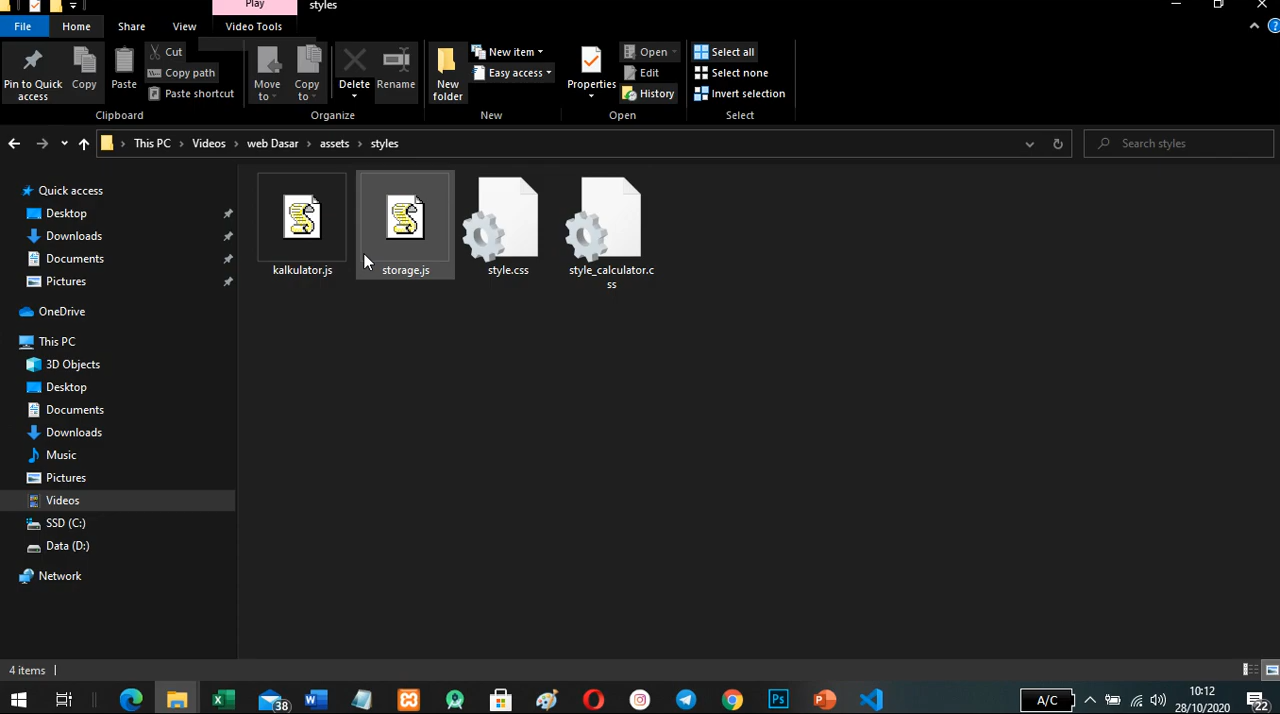 Play
styles
File
Home
Share
View
Video Tools
Pin to Quick access
Copy
Paste
Cut
Copy path
Paste shortcut
Clipboard
Move to
Copy to
Delete
Rename
Organize
New folder
New item
Easy access
New
Properties
Open
Edit
History
Open
Select all
Select none
Invert selection
Select
This PC > Videos > web Dasar > assets > styles
Search styles
Quick access
Desktop
Downloads
Documents
Pictures
OneDrive
This PC
3D Objects
Desktop
Documents
Downloads
Music
Pictures
Videos
SSD (C:)
Data (D:)
Network
kalkulator.js
storage.js
style.css
style_calculator.c
ss
4 items
38
A/C
10:12
28/10/2020
22